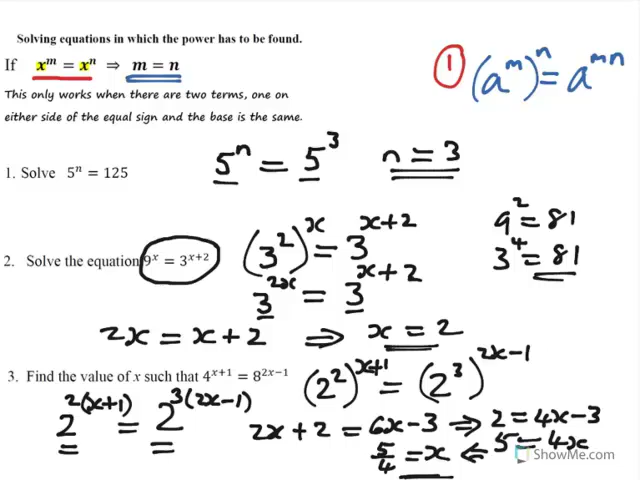 Solving equations in which the power has to be found.
If x^m = x^n ⇒ m = n
① (a^m)^n = a^mn
This only works when there are two terms, one on
either side of the equal sign and the base is the same.
5^n = 5^3 n = 3
1. Solve 5^n = 125
9^2 = 81
(3^2)^x = 3^(x+2) 3^4 = 81
2. Solve the equation 9^x = 3^(x+2)
3^2x = 3^(x+2)
2x = x + 2 ⇒ x = 2
3. Find the value of x such that 4^(x+1) = 8^(2x−1) (2^2)^(x+1) = (2^3)^(2x−1)
2^2(x+1) = 2^3(2x−1) 2x + 2 = 6x − 3 ⇒ 2 = 4x − 3
5/4 = x ⇐ 5 = 4x
ShowMe.com